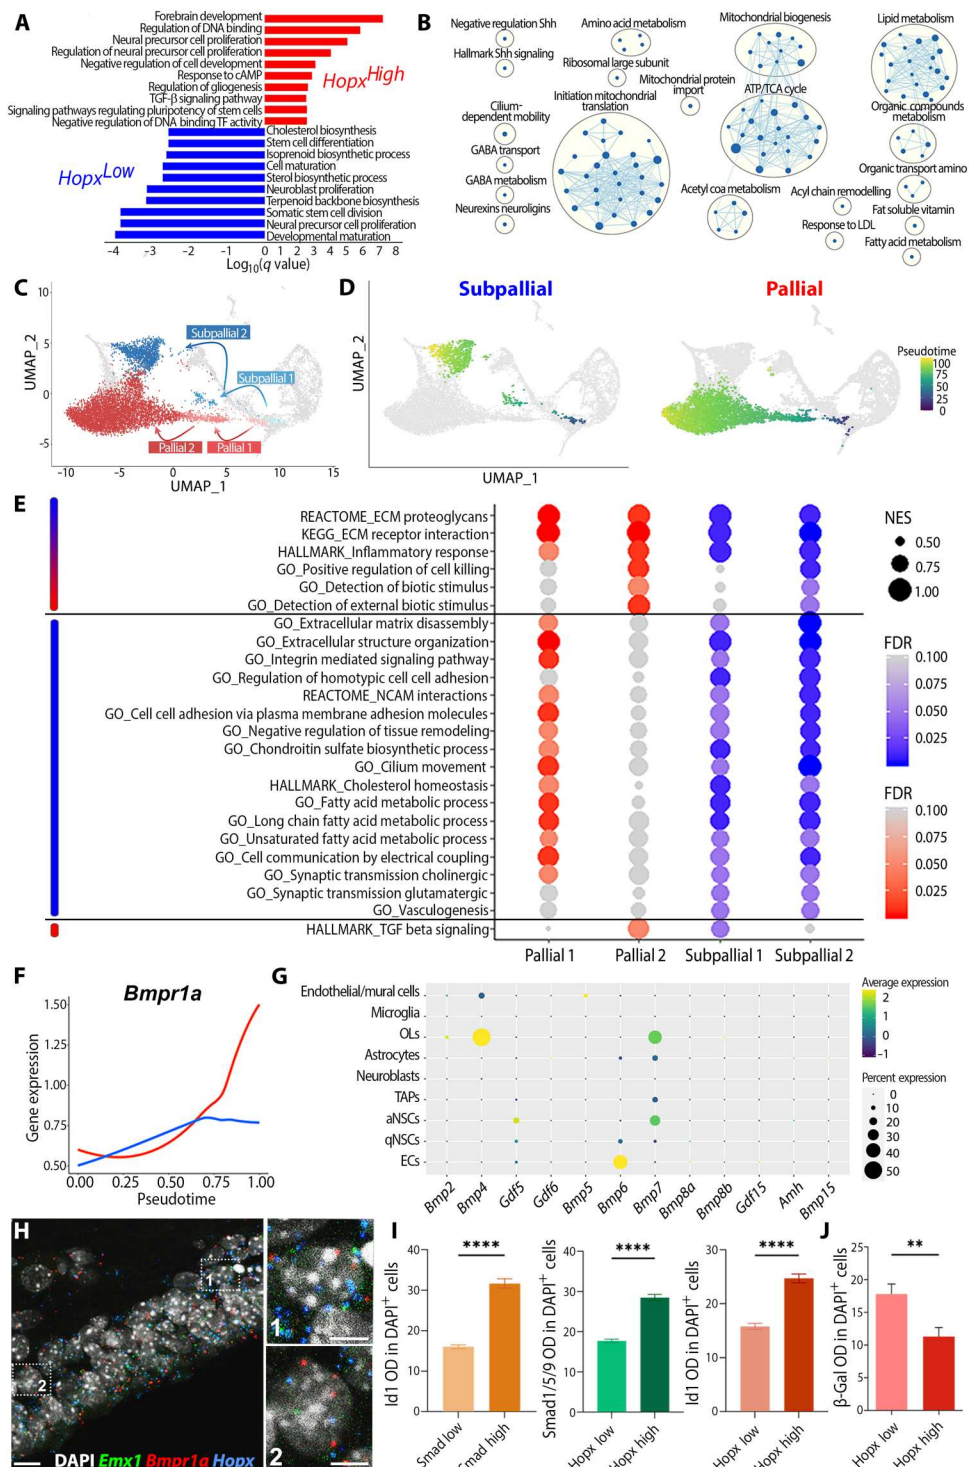 A
Forebrain development
Regulation of DNA binding
Neural precursor cell proliferation
Regulation of neural precursor cell proliferation
Negative regulation of cell development
Response to cAMP
Regulation of gliogenesis
TGF-β signaling pathway
Signaling pathways regulating pluripotency of stem cells
Negative regulation of DNA binding TF activity
HopxHigh
Cholesterol biosynthesis
Stem cell differentiation
Isoprenoid biosynthetic process
Cell maturation
Sterol biosynthetic process
Neuroblast proliferation
Terpenoid backbone biosynthesis
Somatic stem cell division
Neural precursor cell proliferation
Developmental maturation
HopxLow
−4 −3 −2 −1 0 1 2 3 4 5 6 7 8
Log10(q value)
B
Negative regulation Shh
Hallmark Shh signaling
Cilium-
dependent mobility
GABA transport
GABA metabolism
Neurexins neuroligins
Amino acid metabolism
Ribosomal large subunit
Initiation mitochondrial
translation
Mitochondrial protein
import
Mitochondrial biogenesis
ATP/TCA cycle
Acetyl coa metabolism
Lipid metabolism
Organic compounds
metabolism
Organic transport amino
Acyl chain remodelling
Fat soluble vitamin
Response to LDL
Fatty acid metabolism
C
UMAP_2
10
5
0
−5
Subpallial 2
Subpallial 1
Pallial 2
Pallial 1
−10 −5 0 5 10 15
UMAP_1
D
Subpallial
Pallial
UMAP_2
UMAP_1
Pseudotime
100
75
50
25
0
E
REACTOME_ECM proteoglycans
KEGG_ECM receptor interaction
HALLMARK_Inflammatory response
GO_Positive regulation of cell killing
GO_Detection of biotic stimulus
GO_Detection of external biotic stimulus
GO_Extracellular matrix disassembly
GO_Extracellular structure organization
GO_Integrin mediated signaling pathway
GO_Regulation of homotypic cell cell adhesion
REACTOME_NCAM interactions
GO_Cell cell adhesion via plasma membrane adhesion molecules
GO_Negative regulation of tissue remodeling
GO_Chondroitin sulfate biosynthetic process
GO_Cilium movement
HALLMARK_Cholesterol homeostasis
GO_Fatty acid metabolic process
GO_Long chain fatty acid metabolic process
GO_Unsaturated fatty acid metabolic process
GO_Cell communication by electrical coupling
GO_Synaptic transmission cholinergic
GO_Synaptic transmission glutamatergic
GO_Vasculogenesis
HALLMARK_TGF beta signaling
Pallial 1 Pallial 2 Subpallial 1 Subpallial 2
NES
0.50
0.75
1.00
FDR
0.100
0.075
0.050
0.025
FDR
0.100
0.075
0.050
0.025
F
Bmpr1a
Gene expression
1.50
1.25
1.00
0.75
0.50
0.00 0.25 0.50 0.75 1.00
Pseudotime
G
Endothelial/mural cells
Microglia
OLs
Astrocytes
Neuroblasts
TAPs
aNSCs
qNSCs
ECs
Bmp2 Bmp4 Gdf5 Gdf6 Bmp5 Bmp6 Bmp7 Bmp8a Bmp8b Gdf15 Amh Bmp15
Average expression
2
1
0
−1
Percent expression
0
10
20
30
40
50
H
1
2
DAPI Emx1 Bmpr1a Hopx
1
2
I
Id1 OD in DAPI+ cells
40
30
20
10
0
****
Smad low
Smad high
Smad1/5/9 OD in DAPI+ cells
40
30
20
10
0
****
Hopx low
Hopx high
Id1 OD in DAPI+ cells
30
20
10
0
****
Hopx low
Hopx high
J
β-Gal OD in DAPI+ cells
25
20
15
10
5
0
**
Hopx low
Hopx high